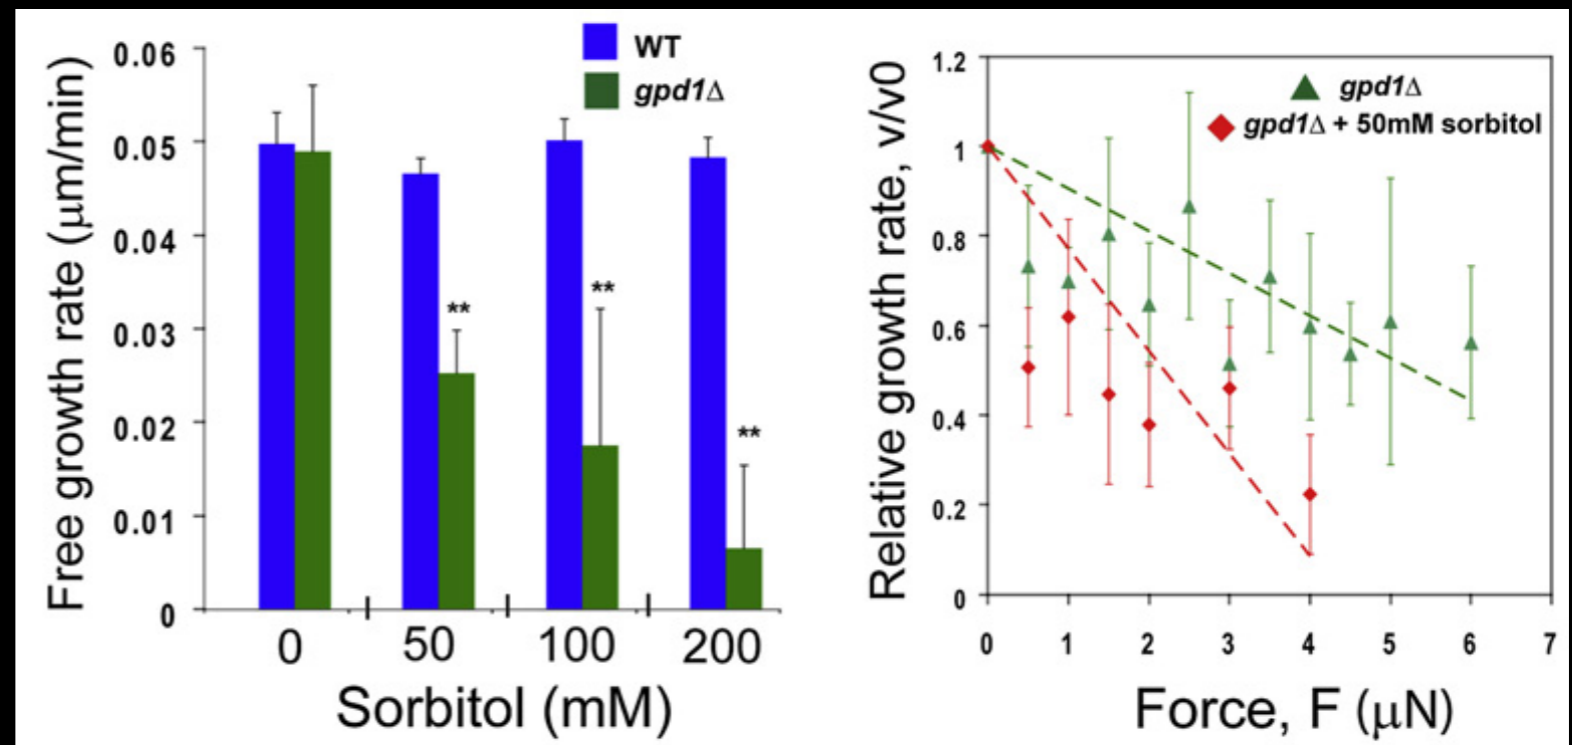 Free growth rate (μm/min)
0.06
0.05
0.04
0.03
0.02
0.01
0
WT
gpd1Δ
**
**
**
0 50 100 200
Sorbitol (mM)
Relative growth rate, v/v0
1.2
1
0.8
0.6
0.4
0.2
0
gpd1Δ
gpd1Δ + 50mM sorbitol
0 1 2 3 4 5 6 7
Force, F (μN)